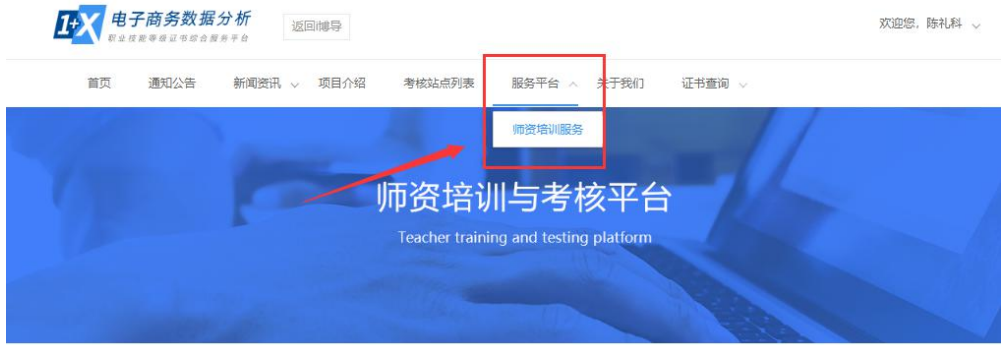 1+X 电子商务数据分析
职业技能等级证书综合服务平台
返回i博导
欢迎您，陈礼科
首页 通知公告 新闻资讯 项目介绍 考核站点列表 服务平台 关于我们 证书查询
师资培训服务
师资培训与考核平台
Teacher training and testing platform